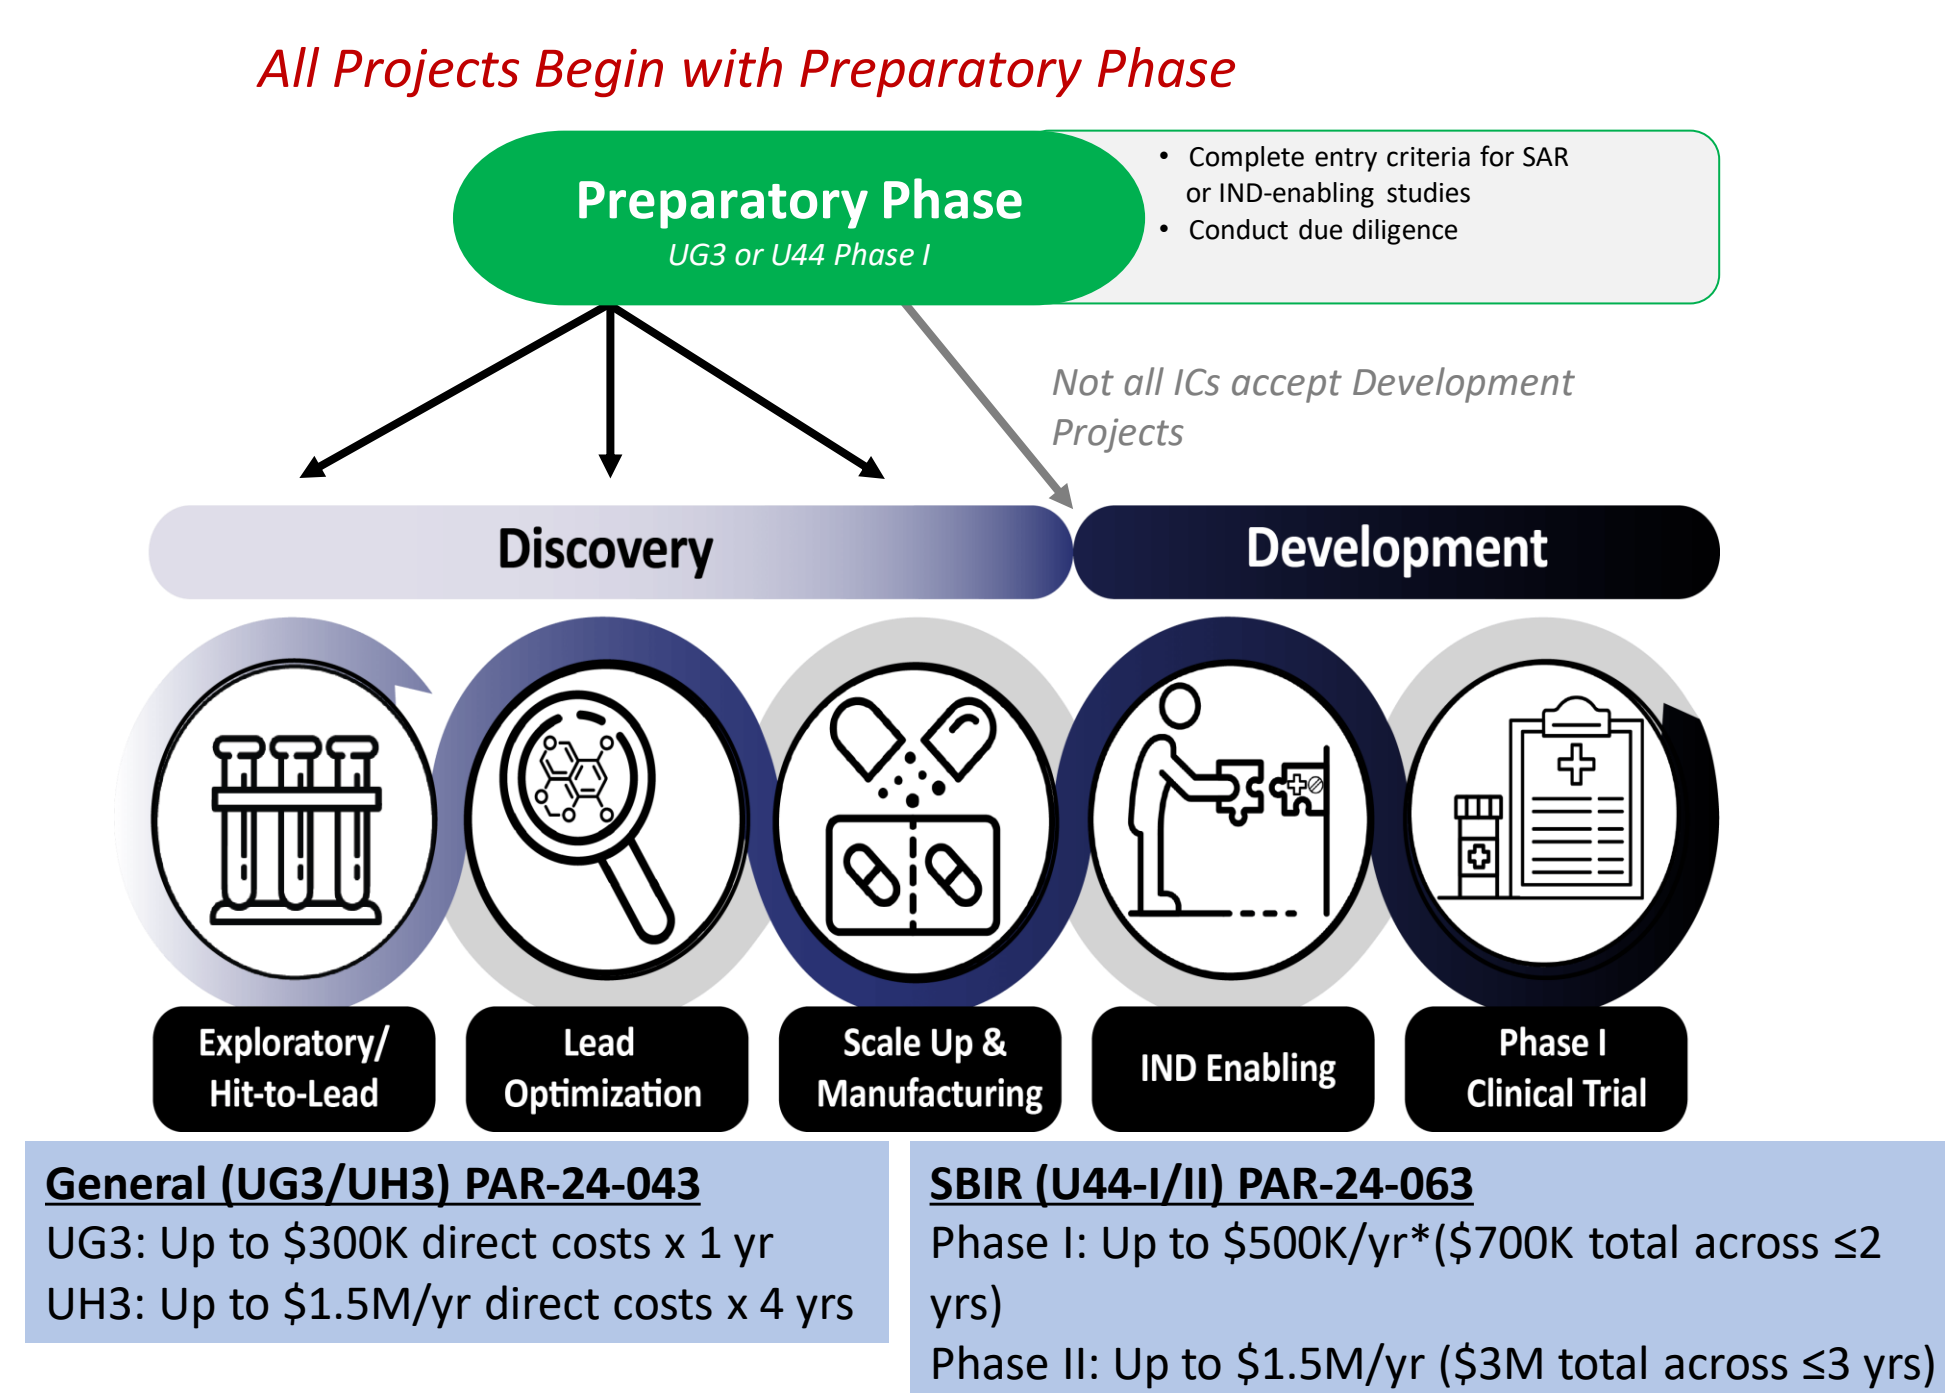 All Projects Begin with Preparatory Phase
Preparatory Phase
UG3 or U44 Phase I
• Complete entry criteria for SAR
or IND-enabling studies
• Conduct due diligence
Not all ICs accept Development
Projects
Discovery
Development
Exploratory/
Hit-to-Lead
Lead
Optimization
Scale Up &
Manufacturing
IND Enabling
Phase I
Clinical Trial
General (UG3/UH3) PAR-24-043
UG3: Up to $300K direct costs x 1 yr
UH3: Up to $1.5M/yr direct costs x 4 yrs
SBIR (U44-I/II) PAR-24-063
Phase I: Up to $500K/yr*($700K total across ≤2
yrs)
Phase II: Up to $1.5M/yr ($3M total across ≤3 yrs)